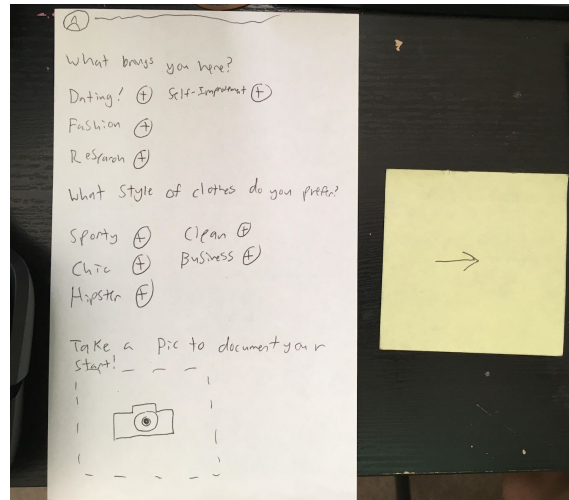 A
What brings you here?
Dating! + Self-Improvemt +
Fashion +
Research +
What style of clothes do you prefer?
Sporty + Clean +
Chic + Business +
Hipster +
Take a pic to document your
start!